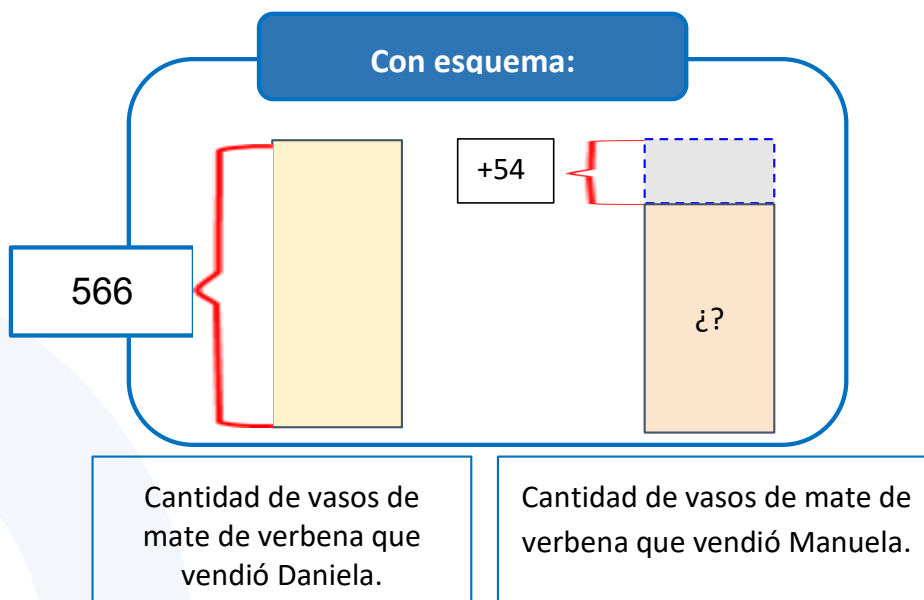 Con esquema:
+54
566
¿?
Cantidad de vasos de
mate de verbena que
vendió Daniela.
Cantidad de vasos de mate de
verbena que vendió Manuela.